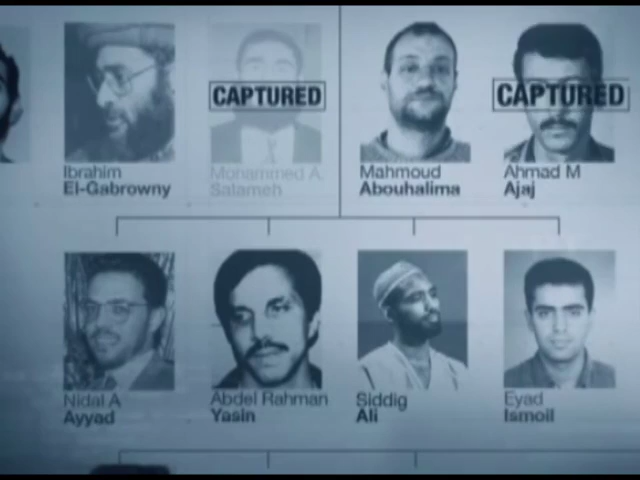 CAPTURED
CAPTURED
Ibrahim
El-Gabrowny
Mohammed A.
Salameh
Mahmoud
Abouhalima
Ahmad M
Ajaj
Nidal A
Ayyad
Abdel Rahman
Yasin
Siddig
Ali
Eyad
Ismoil